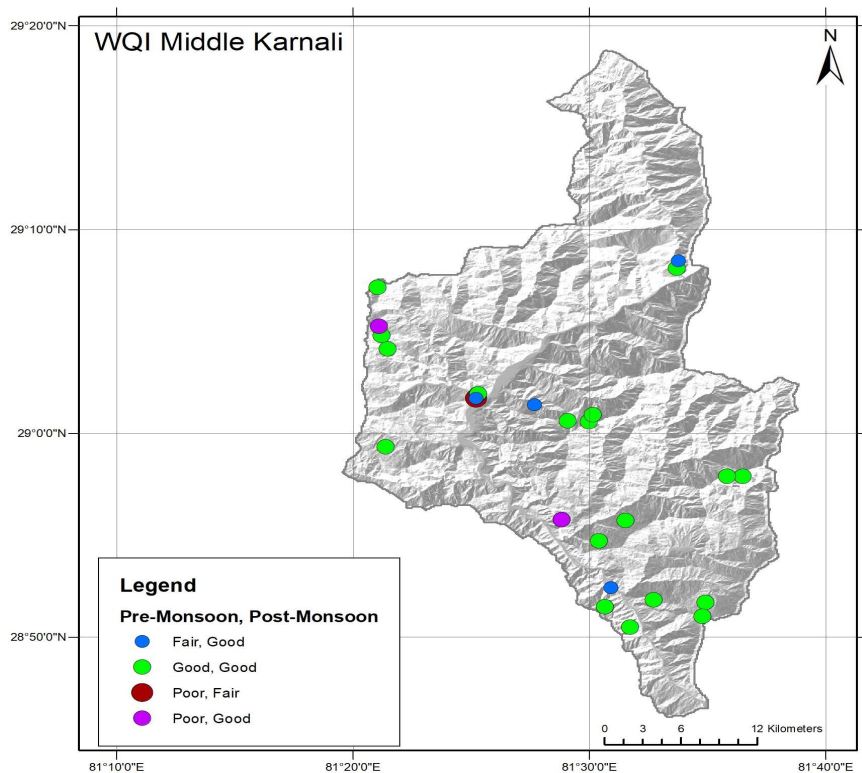 29°20'0"N
WQI Middle Karnali
N
29°10'0"N
29°0'0"N
28°50'0"N
Legend
Pre-Monsoon, Post-Monsoon
Fair, Good
Good, Good
Poor, Fair
Poor, Good
0 3 6 12 Kilometers
81°10'0"E 81°20'0"E 81°30'0"E 81°40'0"E